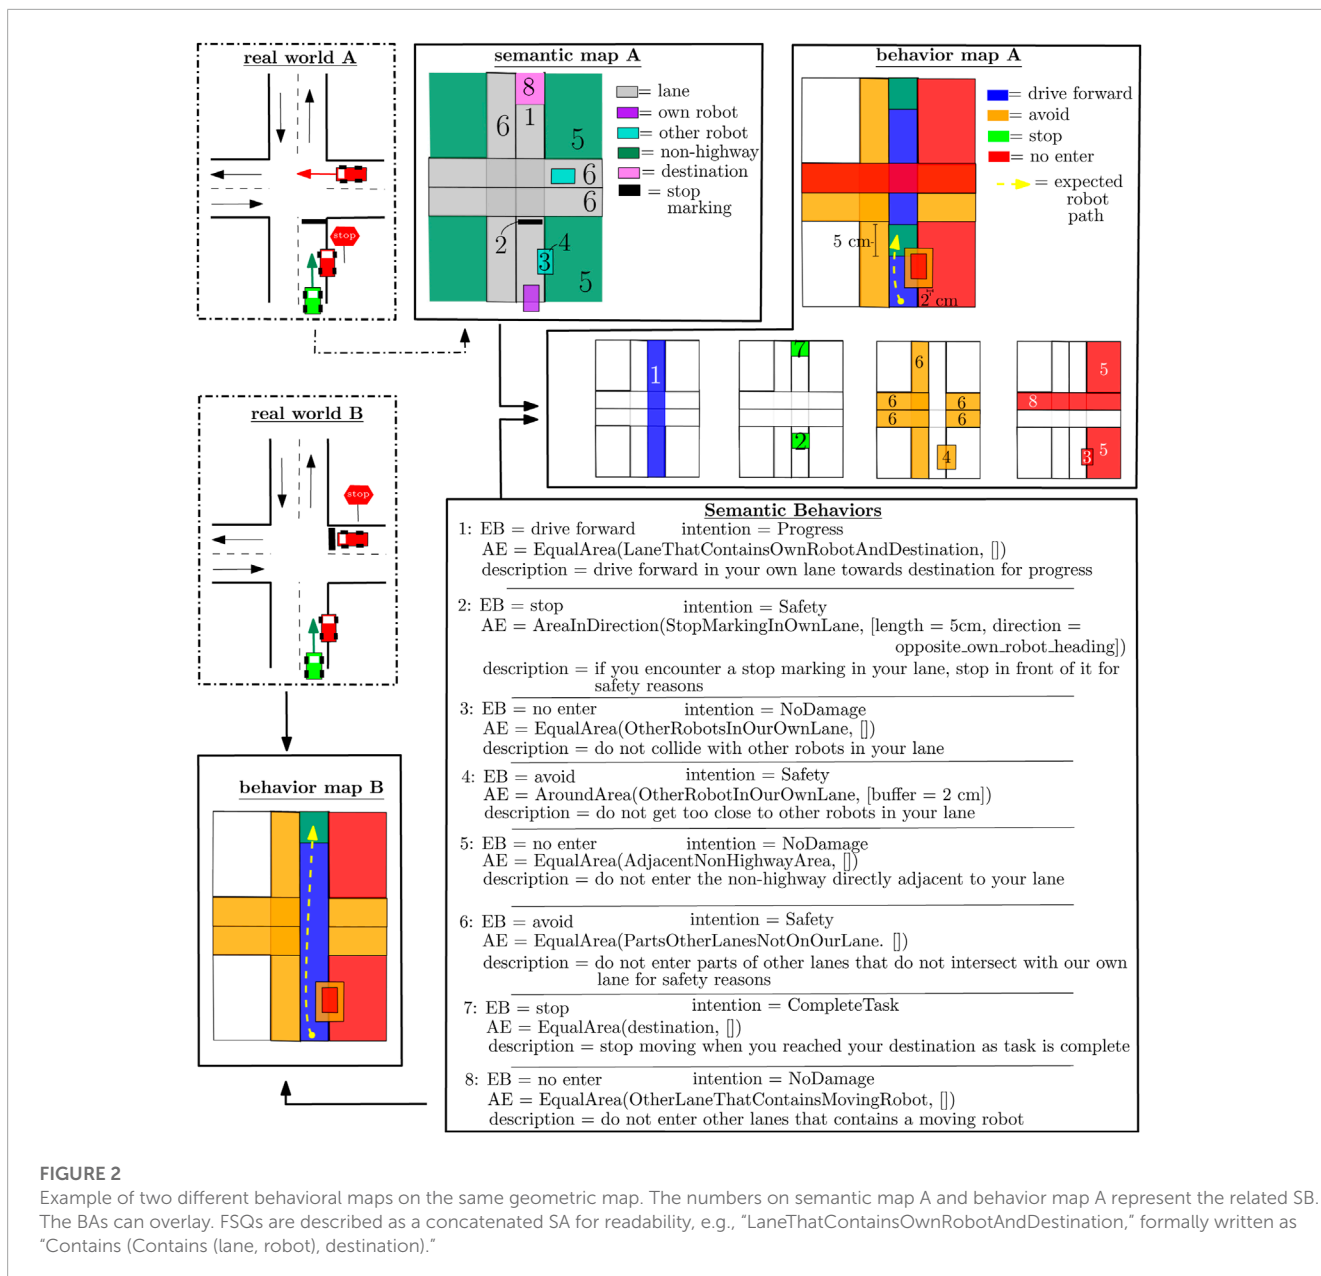 real world A
stop
semantic map A
8
1
6
5
6
6
2
4
3
5
= lane
= own robot
= other robot
= non-highway
= destination
= stop
marking
behavior map A
5 cm
2 cm
= drive forward
= avoid
= stop
= no enter
= expected
robot
path
1
7
2
6
6
6
6
6
4
5
8
3
5
real world B
stop
behavior map B
Semantic Behaviors
1: EB = drive forward intention = Progress
AE = EqualArea(LaneThatContainsOwnRobotAndDestination, [])
description = drive forward in your own lane towards destination for progress
2: EB = stop intention = Safety
AE = AreaInDirection(StopMarkingInOwnLane, [length = 5cm, direction =
opposite_own_robot_heading])
description = if you encounter a stop marking in your lane, stop in front of it for
safety reasons
3: EB = no enter intention = NoDamage
AE = EqualArea(OtherRobotsInOurOwnLane, [])
description = do not collide with other robots in your lane
4: EB = avoid intention = Safety
AE = AroundArea(OtherRobotInOurOwnLane, [buffer = 2 cm])
description = do not get too close to other robots in your lane
5: EB = no enter intention = NoDamage
AE = EqualArea(AdjacentNonHighwayArea, [])
description = do not enter the non-highway directly adjacent to your lane
6: EB = avoid intention = Safety
AE = EqualArea(PartsOtherLanesNotOnOurLane. [])
description = do not enter parts of other lanes that do not intersect with our own
lane for safety reasons
7: EB = stop intention = CompleteTask
AE = EqualArea(destination, [])
description = stop moving when you reached your destination as task is complete
8: EB = no enter intention = NoDamage
AE = EqualArea(OtherLaneThatContainsMovingRobot, [])
description = do not enter other lanes that contains a moving robot
FIGURE 2
Example of two different behavioral maps on the same geometric map. The numbers on semantic map A and behavior map A represent the related SB.
The BAs can overlay. FSQs are described as a concatenated SA for readability, e.g., “LaneThatContainsOwnRobotAndDestination,” formally written as
“Contains (Contains (lane, robot), destination).”